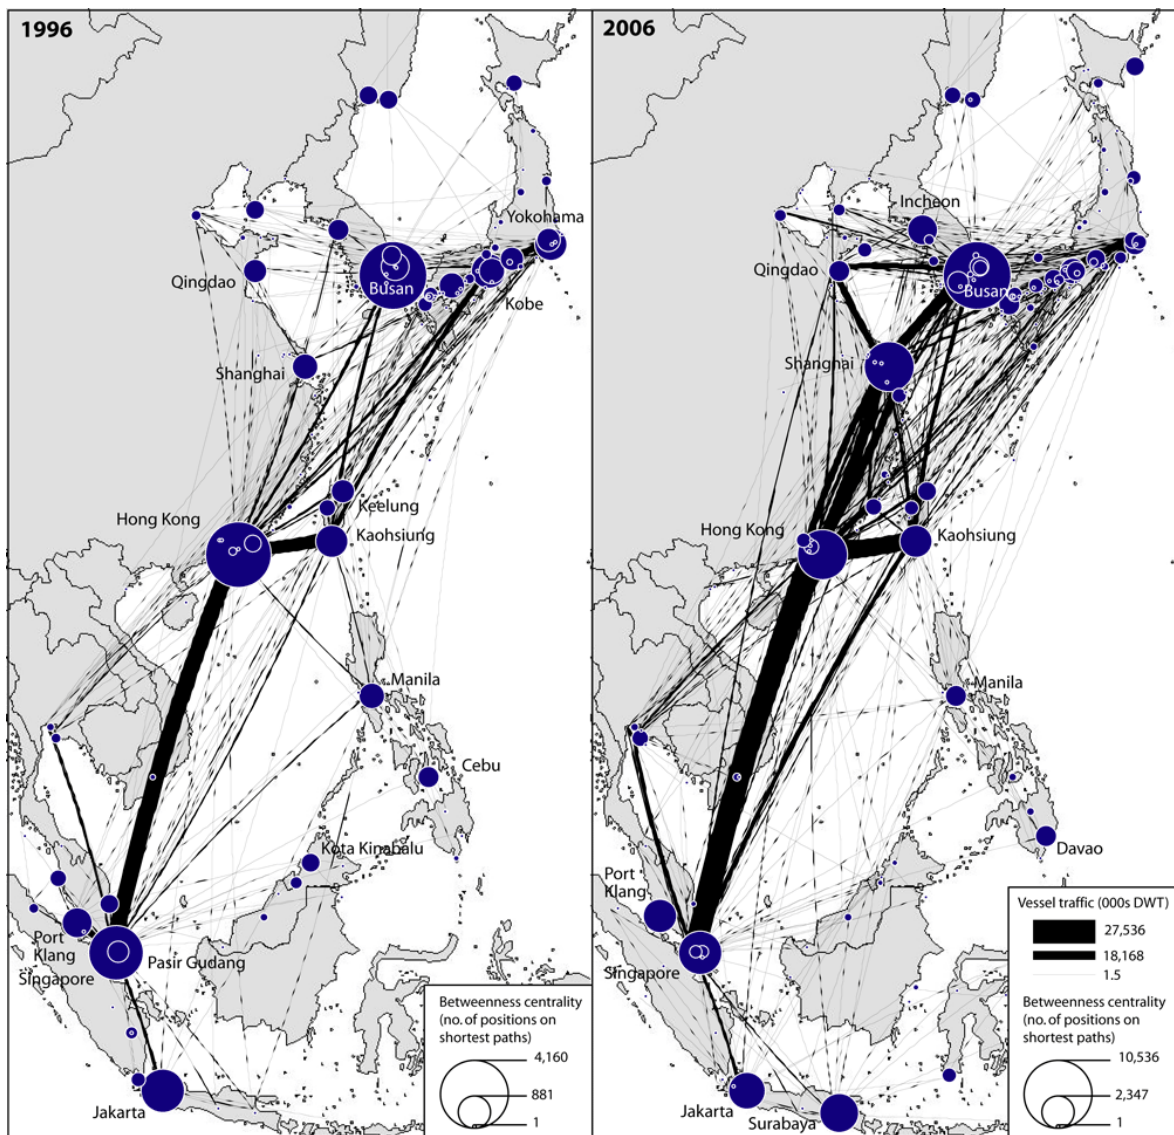 1996
Yokohama
Qingdao
Busan
Kobe
Shanghai
Hong Kong
Keelung
Kaohsiung
Manila
Cebu
Kota Kinabalu
Port
Klang
Singapore
Pasir Gudang
Jakarta
Betweenness centrality
(no. of positions on
shortest paths)
4,160
881
1
2006
Incheon
Qingdao
Busan
Shanghai
Hong Kong
Kaohsiung
Manila
Davao
Port
Klang
Singapore
Jakarta
Surabaya
Vessel traffic (000s DWT)
27,536
18,168
1.5
Betweenness centrality
(no. of positions on
shortest paths)
10,536
2,347
1